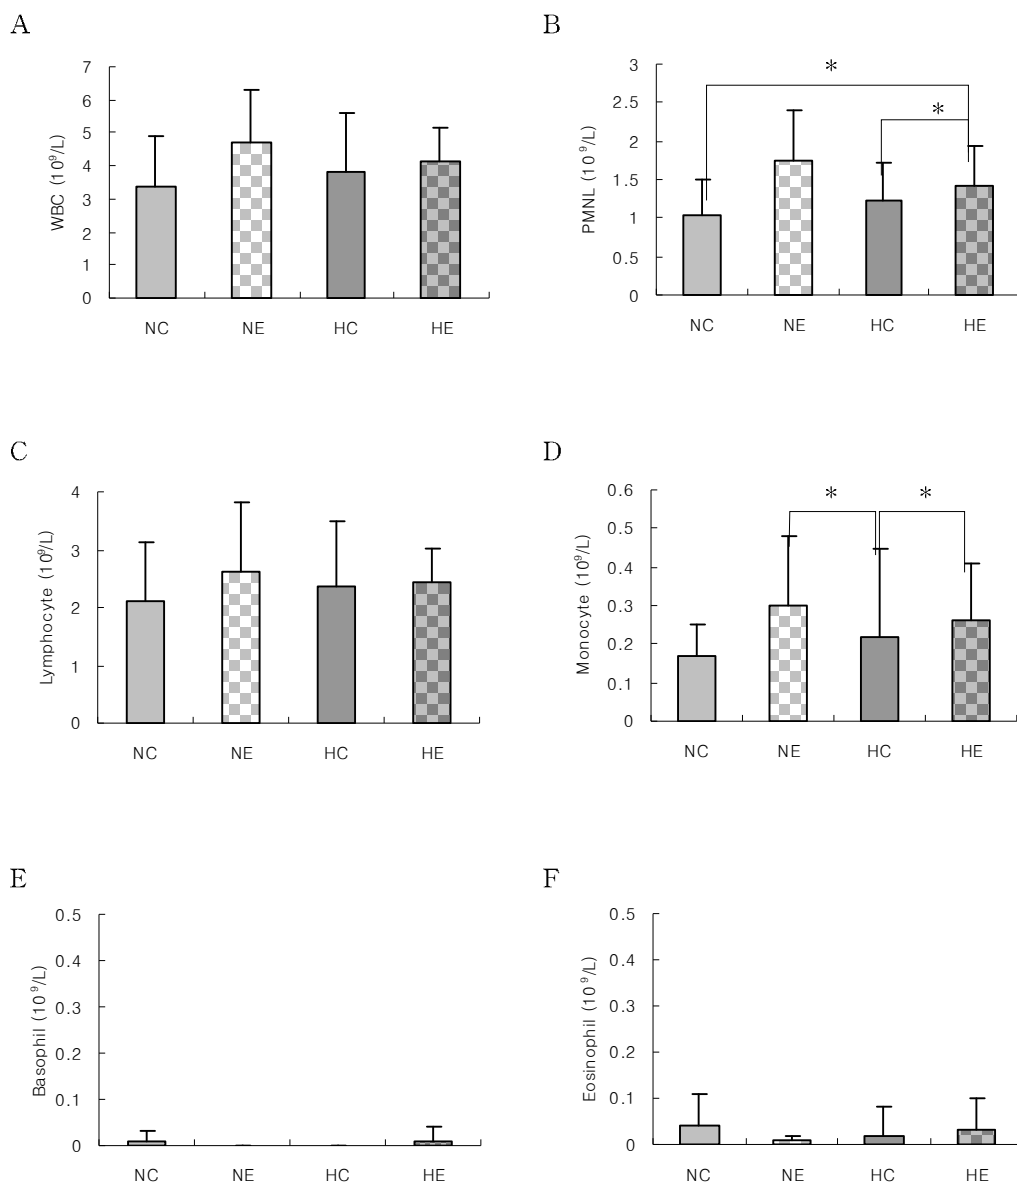 A
WBC (10⁹/L)
7
6
5
4
3
2
1
0
NC NE HC HE
B
PMNL (10⁹/L)
3
2.5
2
1.5
1
0.5
0
*
*
NC NE HC HE
C
Lymphocyte (10⁹/L)
4
3
2
1
0
NC NE HC HE
D
Monocyte (10⁹/L)
0.6
0.5
0.4
0.3
0.2
0.1
0
* *
NC NE HC HE
E
Basophil (10⁹/L)
0.5
0.4
0.3
0.2
0.1
0
NC NE HC HE
F
Eosinophil (10⁹/L)
0.5
0.4
0.3
0.2
0.1
0
NC NE HC HE